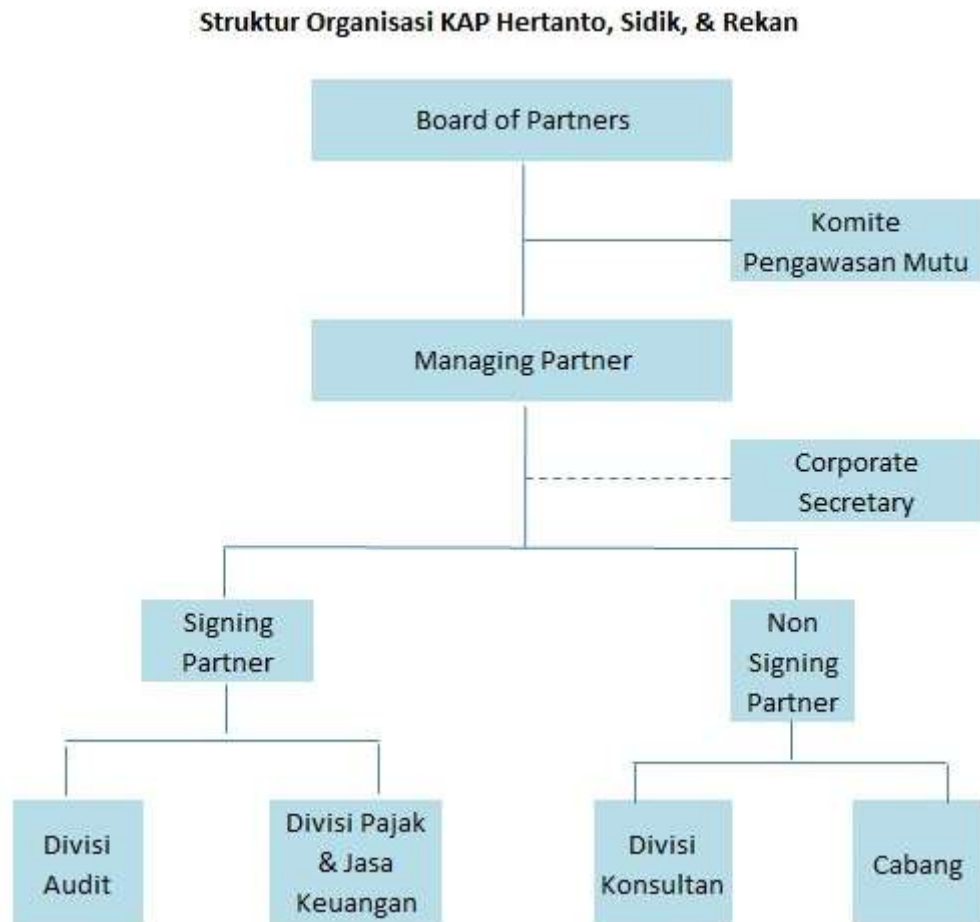 Struktur Organisasi KAP Hertanto, Sidik, & Rekan
Board of Partners
Komite
Pengawasan Mutu
Managing Partner
Corporate
Secretary
Signing
Partner
Non
Signing
Partner
Divisi
Audit
Divisi Pajak
& Jasa
Keuangan
Divisi
Konsultan
Cabang